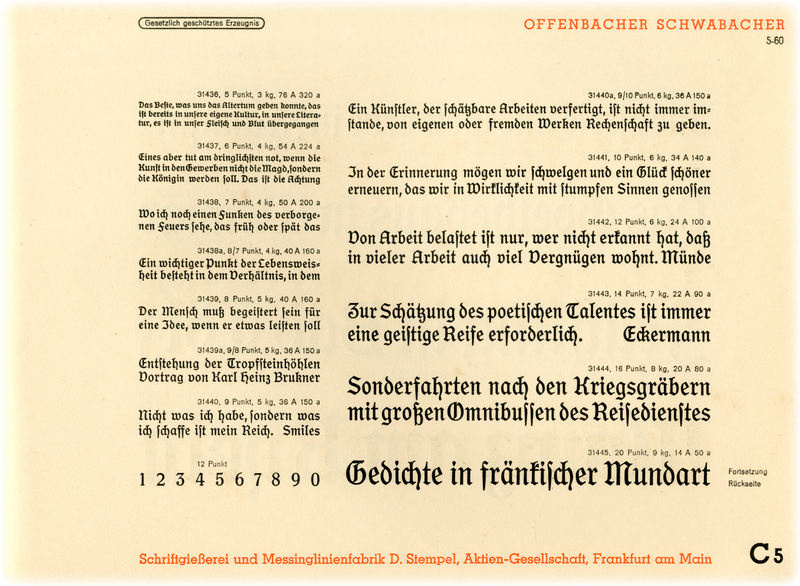 Gesetzlich geschütztes Erzeugnis
OFFENBACHER SCHWABACHER
5-60
31436, 5 Punkt, 3 kg, 76 A 320 a
Das Beste, was uns das Altertum geben konnte, das
ist bereits in unsere eigene Kultur, in unsere Litera-
tur, es ist in unser Fleisch und Blut übergegangen
31437, 6 Punkt, 4 kg, 54 A 224 a
Eines aber tut am dringlichsten not, wenn die
Kunst in den Gewerben nicht die Magd, sondern
die Königin werden soll. Das ist die Achtung
31438, 7 Punkt, 4 kg, 50 A 200 a
Wo ich noch einen Funken des verborge-
nen Feuers sehe, das früh oder spät das
31438a, 8/7 Punkt, 4 kg, 40 A 160 a
Ein wichtiger Punkt der Lebensweis-
heit besteht in dem Verhältnis, in dem
31439, 8 Punkt, 5 kg, 40 A 160 a
Der Mensch muß begeistert sein für
eine Idee, wenn er etwas leisten soll
31439a, 9/8 Punkt, 5 kg, 36 A 150 a
Entstehung der Tropfsteinhöhlen
Vortrag von Karl Heinz Brukner
31440, 9 Punkt, 5 kg, 36 A 150 a
Nicht was ich habe, sondern was
ich schaffe ist mein Reich. Smiles
12 Punkt
1 2 3 4 5 6 7 8 9 0
31440a, 9/10 Punkt, 6 kg, 36 A 150 a
Ein Künstler, der schätzbare Arbeiten verfertigt, ist nicht immer im-
stande, von eigenen oder fremden Werken Rechenschaft zu geben.
31441, 10 Punkt, 6 kg, 34 A 140 a
In der Erinnerung mögen wir schwelgen und ein Glück schöner
erneuern, das wir in Wirklichkeit mit stumpfen Sinnen genossen
31442, 12 Punkt, 6 kg, 24 A 100 a
Von Arbeit belastet ist nur, wer nicht erkannt hat, daß
in vieler Arbeit auch viel Vergnügen wohnt. Münde
31443, 14 Punkt, 7 kg, 22 A 90 a
Zur Schätzung des poetischen Talentes ist immer
eine geistige Reife erforderlich. Eckermann
31444, 16 Punkt, 8 kg, 20 A 80 a
Sonderfahrten nach den Kriegsgräbern
mit großen Omnibussen des Reisedienstes
31445, 20 Punkt, 9 kg, 14 A 50 a
Gedichte in fränkischer Mundart
Fortsetzung
Rückseite
Schriftgießerei und Messinglinienfabrik D. Stempel, Aktien-Gesellschaft, Frankfurt am Main
C 5